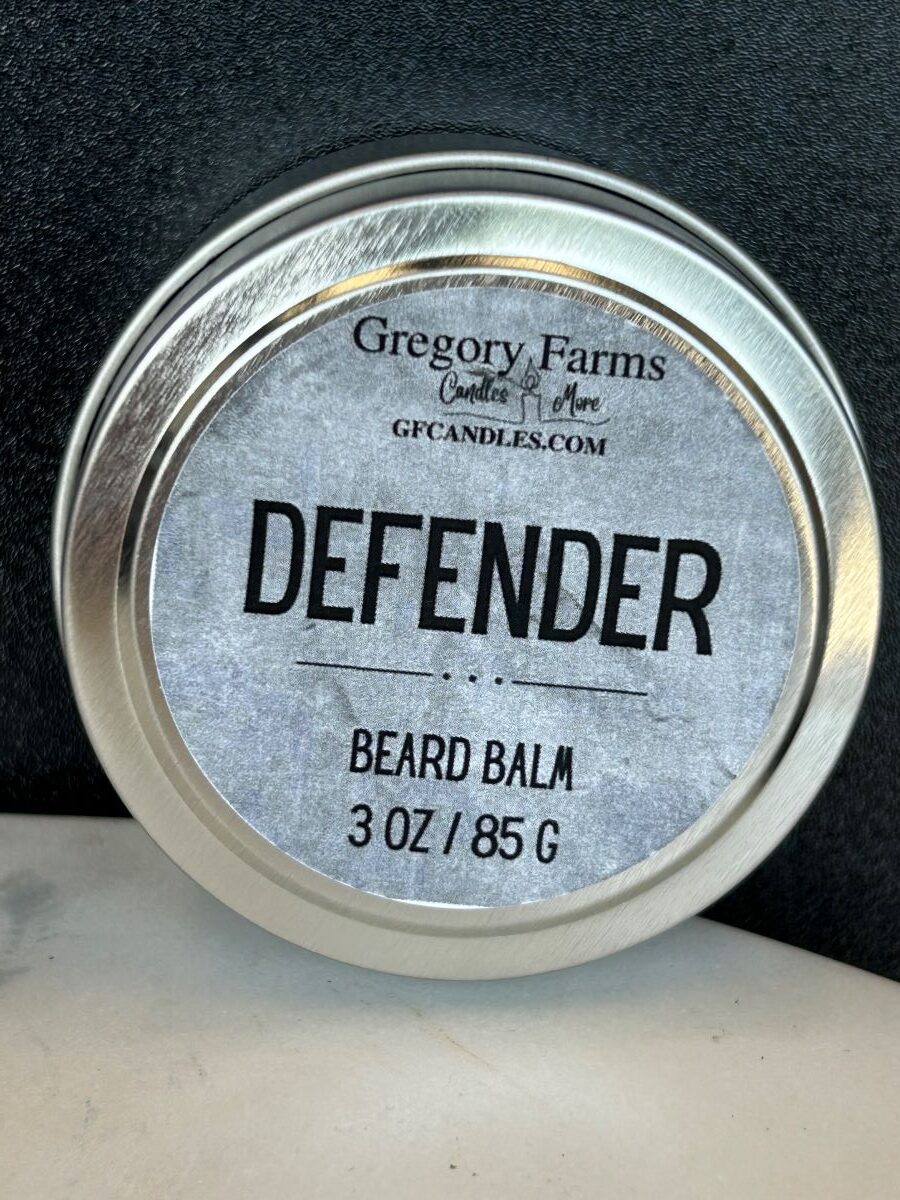 Gregory Farms
Candles More
GFCANDLES.COM
DEFENDER
BEARD BALM
3 OZ / 85 G